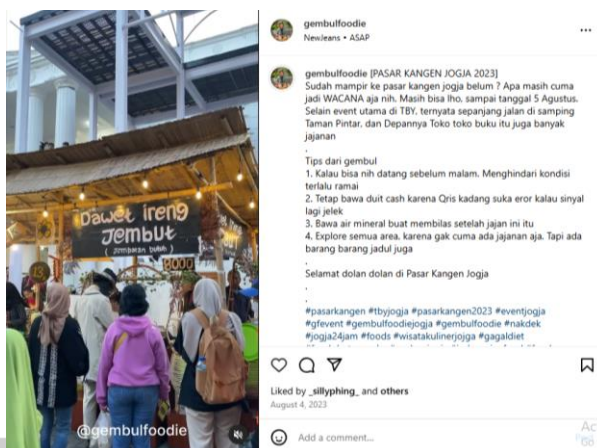 Dawet ireng
Jembut
(Jembatan butuh)
8000
13
@gembulfoodie
gembulfoodie
NewJeans • ASAP
gembulfoodie [PASAR KANGEN JOGJA 2023]
Sudah mampir ke pasar kangen jogja belum ? Apa masih cuma
jadi WACANA aja nih. Masih bisa lho, sampai tanggal 5 Agustus.
Selain event utama di TBY, ternyata sepanjang jalan di samping
Taman Pintar, dan Depannya Toko toko buku itu juga banyak
jajanan
.
Tips dari gembul
1. Kalau bisa nih datang sebelum malam. Menghindari kondisi
terlalu ramai
2. Tetap bawa duit cash karena Qris kadang suka eror kalau sinyal
lagi jelek
3. Bawa air mineral buat membilas setelah jajan ini itu
4. Explore semua area, karena gak cuma ada jajanan aja. Tapi ada
barang barang jadul juga
.
Selamat dolan dolan di Pasar Kangen Jogja
.
.
#pasarkangen #tbyjogja #pasarkangen2023 #eventjogja
#gfevent #gembulfoodiejogja #gembulfoodie #nakdek
#jogja24jam #foods #wisatakulinerjogja #gagaldiet
Liked by _sillyphing_ and others
August 4, 2023
Add a comment...